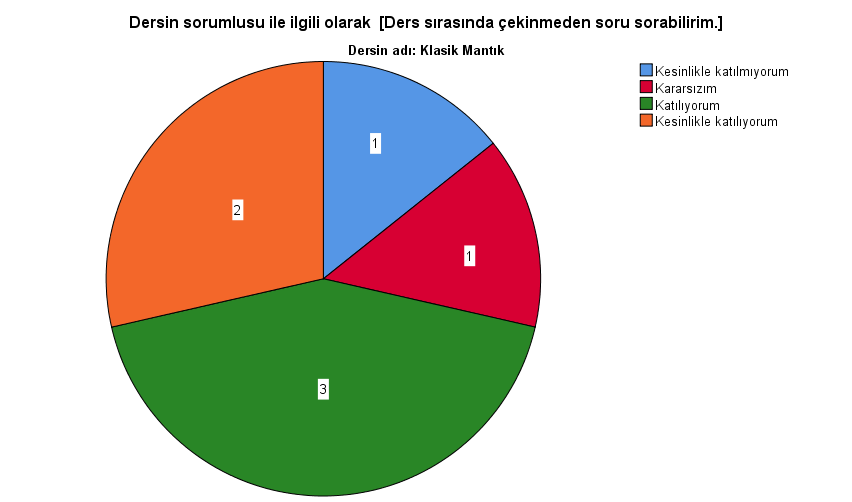 Dersin sorumlusu ile ilgili olarak  [Ders sırasında çekinmeden soru sorabilirim.]
Dersin adı: Klasik Mantık
Kesinlikle katılmıyorum
Kararsızım
Katılıyorum
Kesinlikle katılıyorum
1
2
1
3